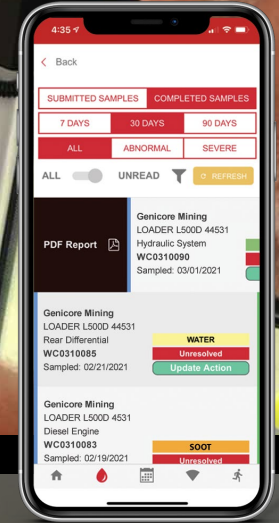 4:35
Back
SUBMITTED SAMPLES COMPLETED SAMPLES
7 DAYS 30 DAYS 90 DAYS
ALL ABNORMAL SEVERE
ALL UNREAD REFRESH
PDF Report
Genicore Mining
LOADER L500D 44531
Hydraulic System
WC0310090
Sampled: 03/01/2021
Genicore Mining
LOADER L500D 44531
Rear Differential
WC0310085
Sampled: 02/21/2021
WATER
Unresolved
Update Action
Genicore Mining
LOADER L500D 4531
Diesel Engine
WC0310083
Sampled: 02/19/2021
SOOT
Unresolved